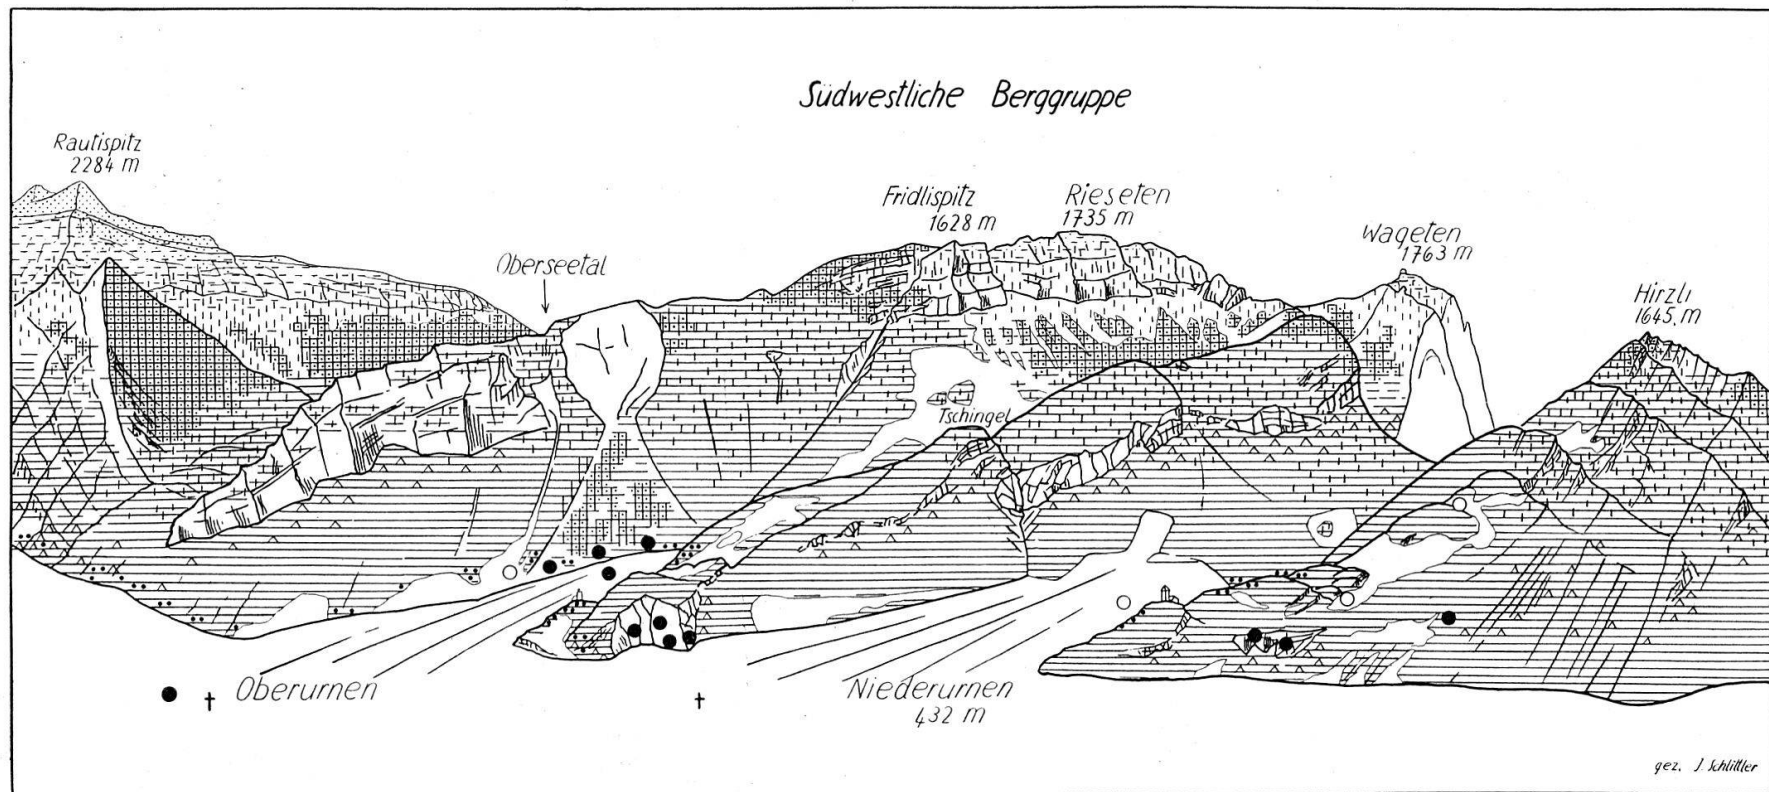 Südwestliche Berggruppe
Rautispitz
2284 m
Oberseetal
Fridlispitz
1628 m
Rieseten
1735 m
Wageten
1763 m
Hirzli
1645. m
Tschingel
Oberurnen
Niederurnen
432 m
gez. J. Schlittler